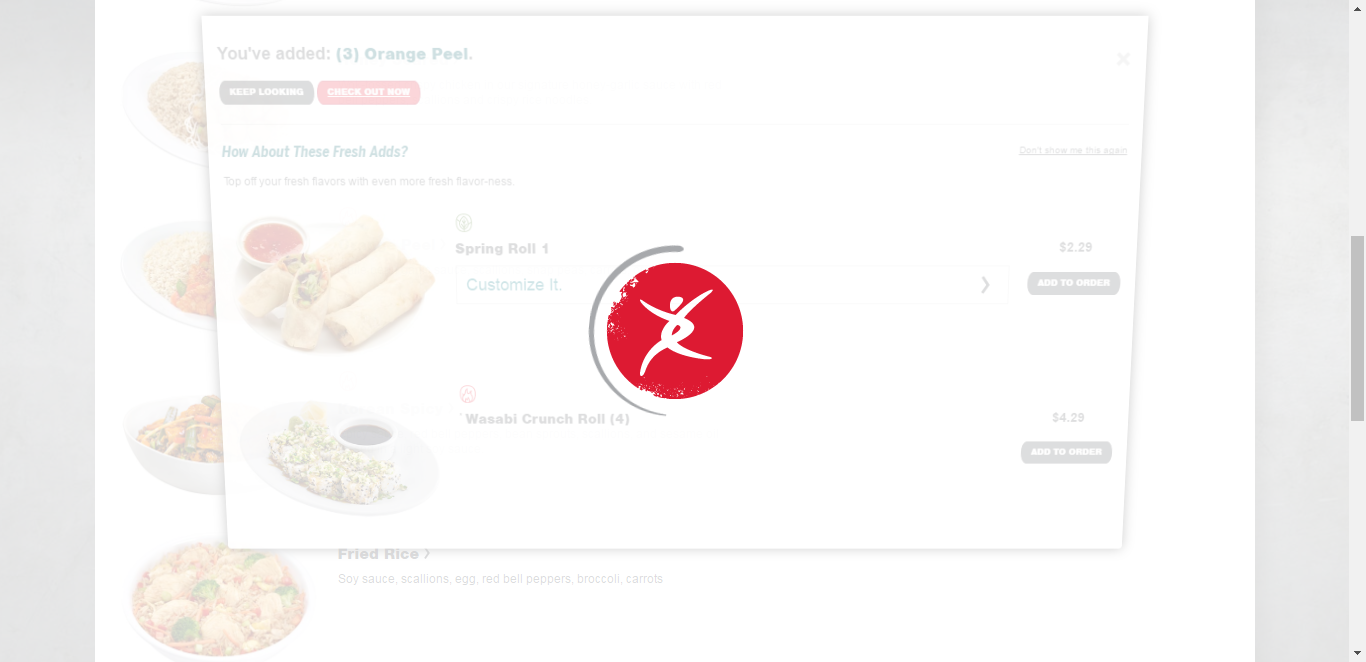 You've added: (3) Orange Peel.
KEEP LOOKING
CHECK OUT NOW
How About These Fresh Adds?
Don't show me this again
Top off your fresh flavors with even more fresh flavor-ness.
Spring Roll 1
$2.29
Customize It.
ADD TO ORDER
*Wasabi Crunch Roll (4)
$4.29
ADD TO ORDER
Fried Rice
Soy sauce, scallions, egg, red bell peppers, broccoli, carrots